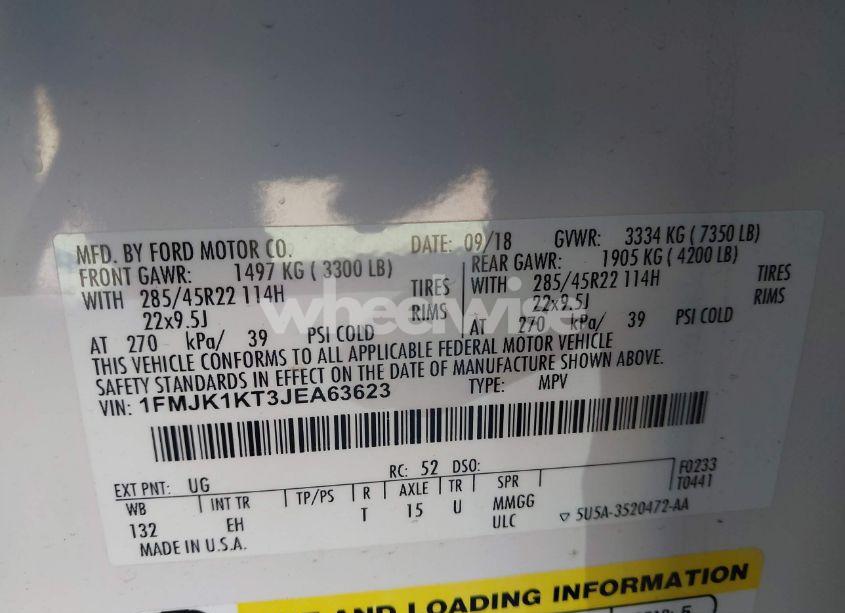 MFD. BY FORD MOTOR CO. DATE: 09/18 GVWR: 3334 KG ( 7350 LB)
FRONT GAWR: 1497 KG ( 3300 LB) REAR GAWR: 1905 KG ( 4200 LB)
WITH 285/45R22 114H TIRES WITH 285/45R22 114H TIRES
22x9.5J RIMS 22x9.5J RIMS
AT 270 kPa/ 39 PSI COLD AT 270 kPa/ 39 PSI COLD
THIS VEHICLE CONFORMS TO ALL APPLICABLE FEDERAL MOTOR VEHICLE
SAFETY STANDARDS IN EFFECT ON THE DATE OF MANUFACTURE SHOWN ABOVE.
VIN: 1FMJK1KT3JEA63623 TYPE: MPV
EXT PNT: UG RC: 52 DSO: F0233
T0441
WB INT TR TP/PS R AXLE TR SPR
132 EH T 15 U MMGG
ULC ▽ 5U5A-3520472-AA
MADE IN U.S.A.
AND LOADING INFORMATION
wheelwise